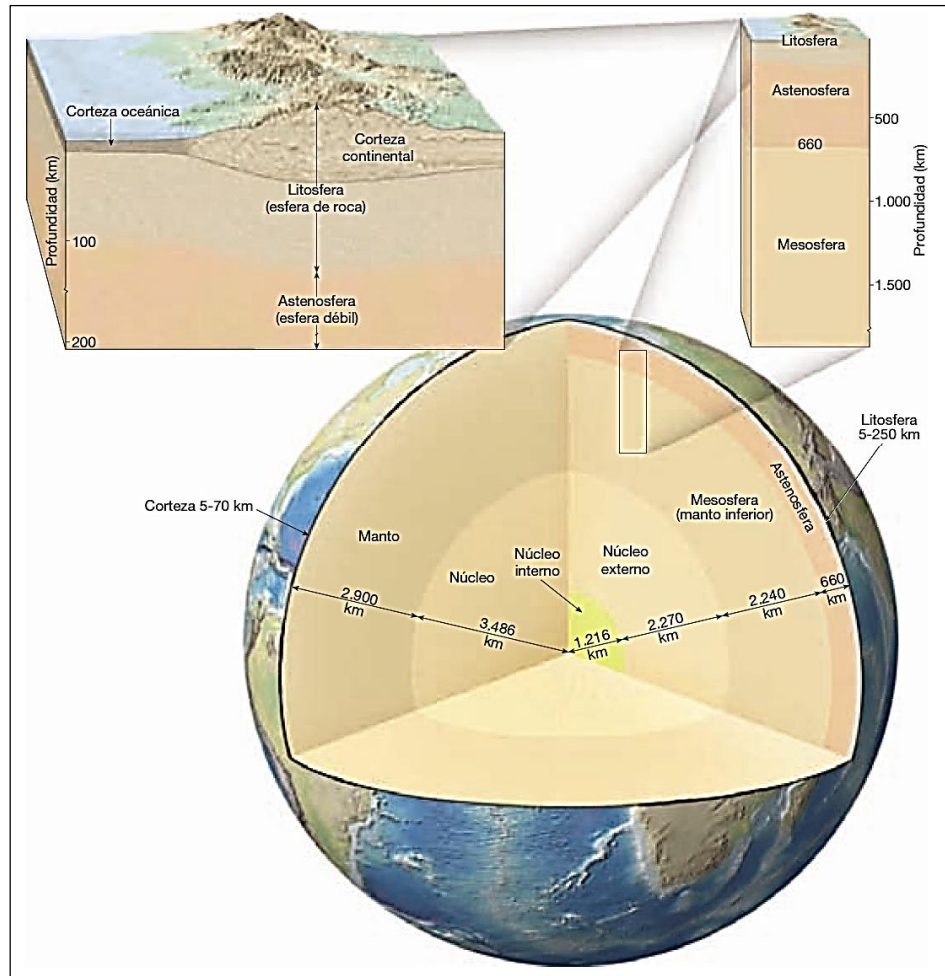 Corteza oceánica
Corteza
continental
Litosfera
(esfera de roca)
Astenosfera
(esfera débil)
Profundidad (km)
100
200
Litosfera
Astenosfera
660
Mesosfera
500
1.000
1.500
Profundidad (km)
Litosfera
5-250 km
Corteza 5-70 km
Manto
Núcleo
Núcleo
interno
Núcleo
externo
Mesosfera
(manto inferior)
Astenosfera
2.900
km
3.486
km
1.216
km
2.270
km
2.240
km
660
km